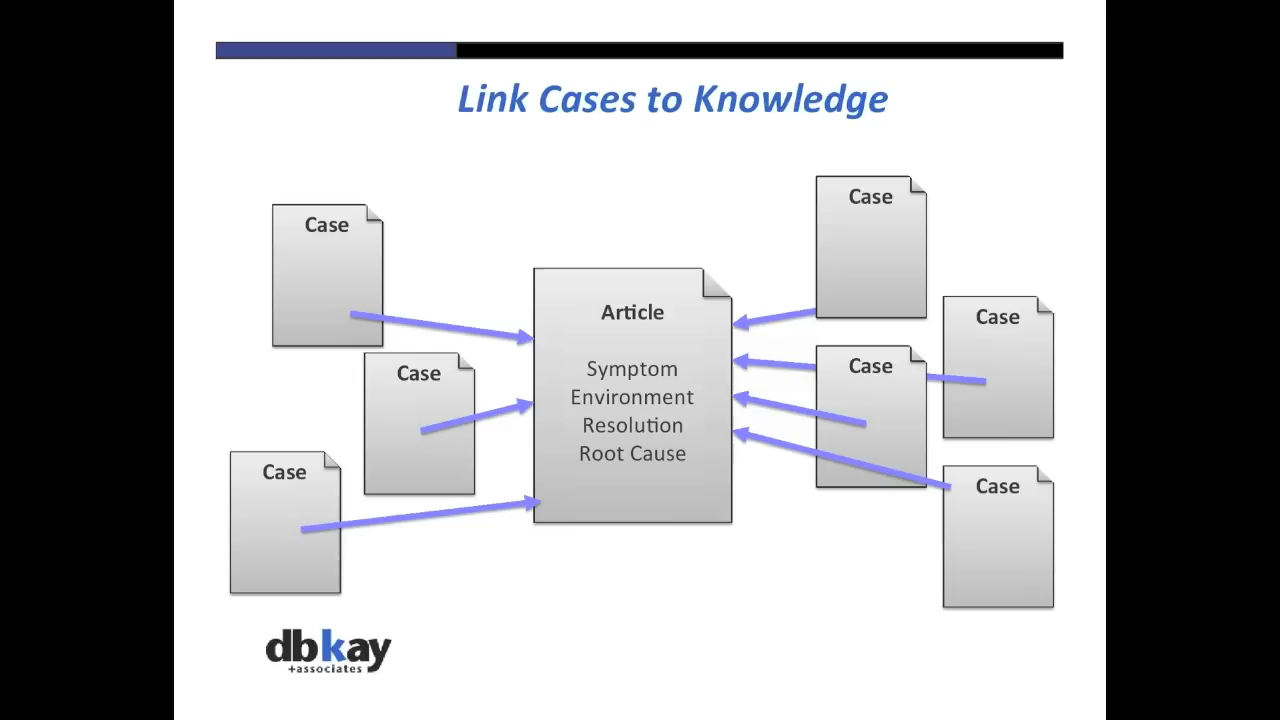 Link Cases to Knowledge
Case
Case
Case
Article
Symptom
Environment
Resolution
Root Cause
Case
Case
Case
Case
dbkay
+associates